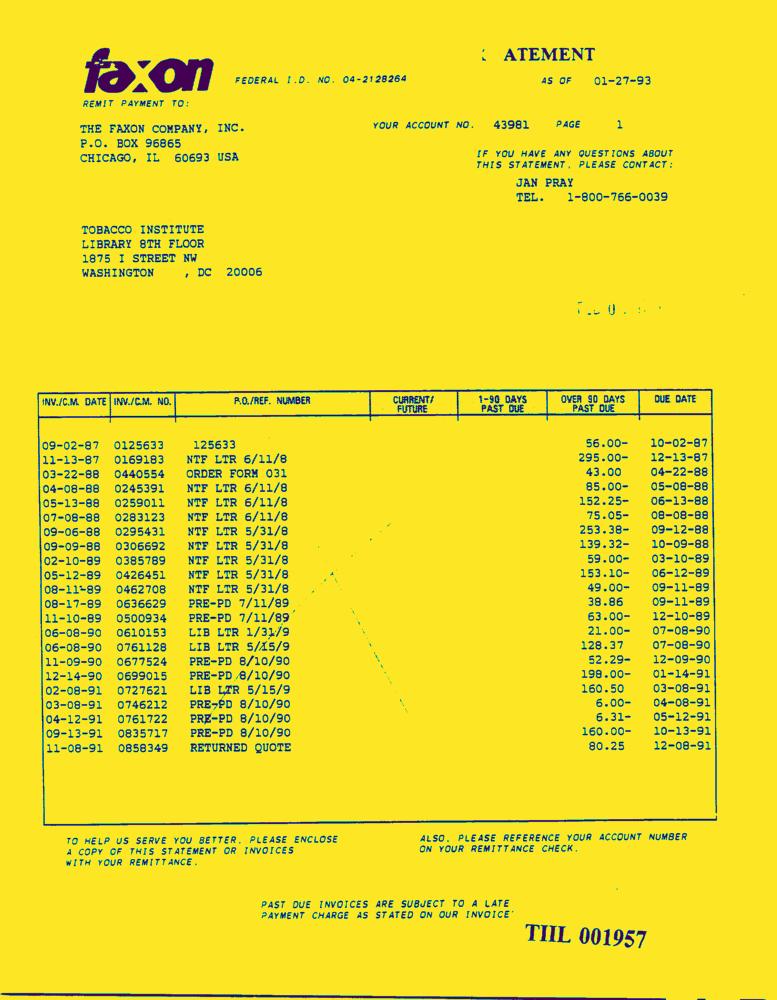 faxon
ATEMENT
FEDERAL I.D. NO. 04-2128264
AS OF 01-27-93
REMIT PAYMENT TO:
THE FAXON COMPANY, INC.
P.O. BOX 96865
CHICAGO, IL 60693 USA
YOUR ACCOUNT NO. 43981 PAGE 1
IF YOU HAVE ANY QUESTIONS ABOUT
THIS STATEMENT, PLEASE CONTACT:
JAN PRAY
TEL. 1-800-766-0039
TOBACCO INSTITUTE
LIBRARY 8TH FLOOR
1875 I STREET NW
WASHINGTON , DC 20006
INV./C.M. DATE INV./C.M. NO. P.O./REF. NUMBER CURRENT/ FUTURE 1-90 DAYS PAST DUE OVER 90 DAYS PAST DUE DUE DATE
09-02-87 0125633 125633 56.00- 10-02-87
11-13-87 0169183 NTF LTR 6/11/8 295.00- 12-13-87
03-22-88 0440554 ORDER FORM 031 43.00 04-22-88
04-08-88 0245391 NTF LTR 6/11/8 85.00- 05-08-88
05-13-88 0259011 NTF LTR 6/11/8 152.25- 06-13-88
07-08-88 0283123 NTF LTR 6/11/8 75.05- 08-08-88
09-06-88 0295431 NTF LTR 5/31/8 253.38- 09-12-88
09-09-88 0306692 NTF LTR 5/31/8 139.32- 10-09-88
02-10-89 0385789 NTF LTR 5/31/8 59.00- 03-10-89
05-12-89 0426451 NTF LTR 5/31/8 153.10- 06-12-89
08-11-89 0462708 NTF LTR 5/31/8 49.00- 09-11-89
08-17-89 0636629 PRE-PD 7/11/89 38.86 09-11-89
11-10-89 0500934 PRE-PD 7/11/89 63.00- 12-10-89
06-08-90 0610153 LIB LTR 1/31/9 21.00- 07-08-90
06-08-90 0761128 LIB LTR 5/15/9 128.37 07-08-90
11-09-90 0677524 PRE-PD 8/10/90 52.29- 12-09-90
12-14-90 0699015 PRE-PD 8/10/90 198.00- 01-14-91
02-08-91 0727621 LIB LTR 5/15/9 160.50 03-08-91
03-08-91 0746212 PRE-PD 8/10/90 6.00- 04-08-91
04-12-91 0761722 PRE-PD 8/10/90 6.31- 05-12-91
09-13-91 0835717 PRE-PD 8/10/90 160.00- 10-13-91
11-08-91 0858349 RETURNED QUOTE 80.25 12-08-91
TO HELP US SERVE YOU BETTER, PLEASE ENCLOSE
A COPY OF THIS STATEMENT OR INVOICES
WITH YOUR REMITTANCE.
ALSO, PLEASE REFERENCE YOUR ACCOUNT NUMBER
ON YOUR REMITTANCE CHECK.
PAST DUE INVOICES ARE SUBJECT TO A LATE
PAYMENT CHARGE AS STATED ON OUR INVOICE
TIIL 001957